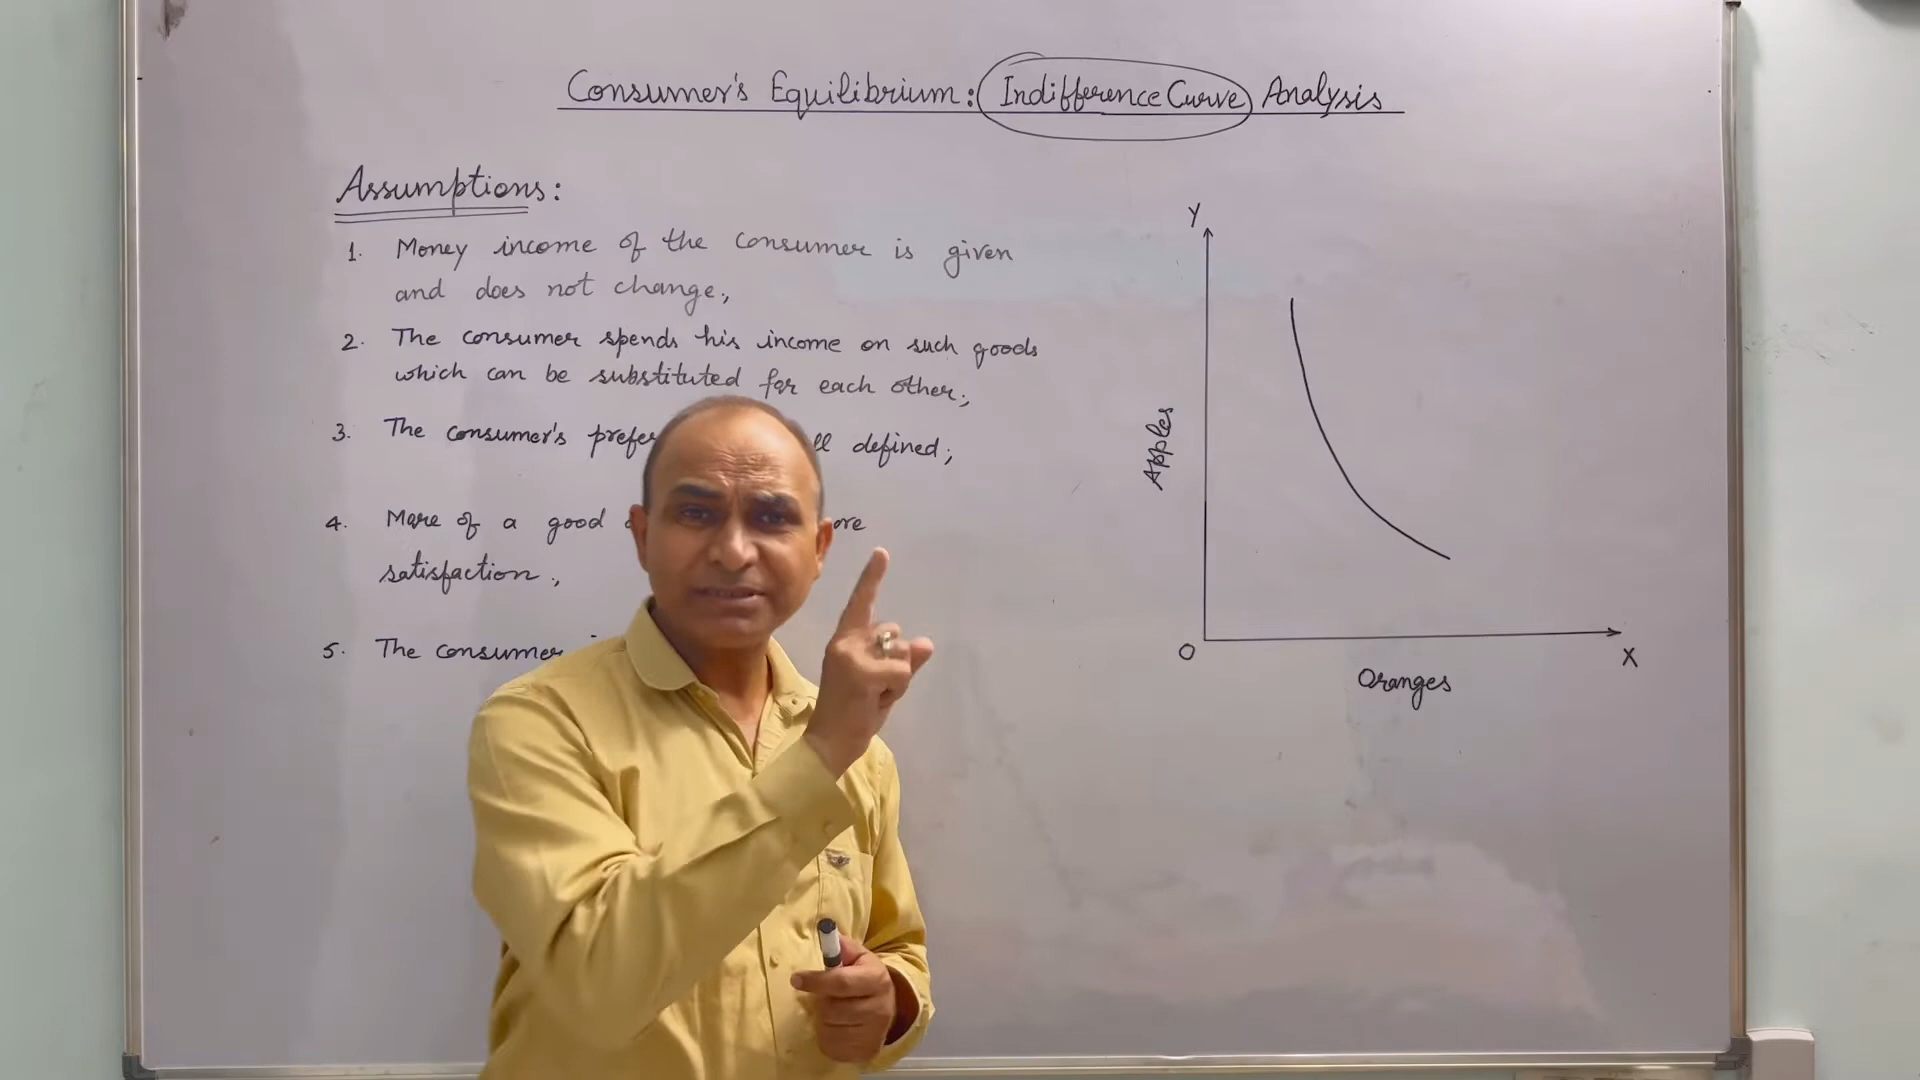 Consumer's Equilibrium: Indifference Curve Analysis
Assumptions:
1. Money income of the consumer is given
and does not change;
2. The consumer spends his income on such goods
which can be substituted for each other;
3. The consumer's defined;
4. More of a good
satisfaction;
5. The consumer
Y
Apples
O
X
Oranges